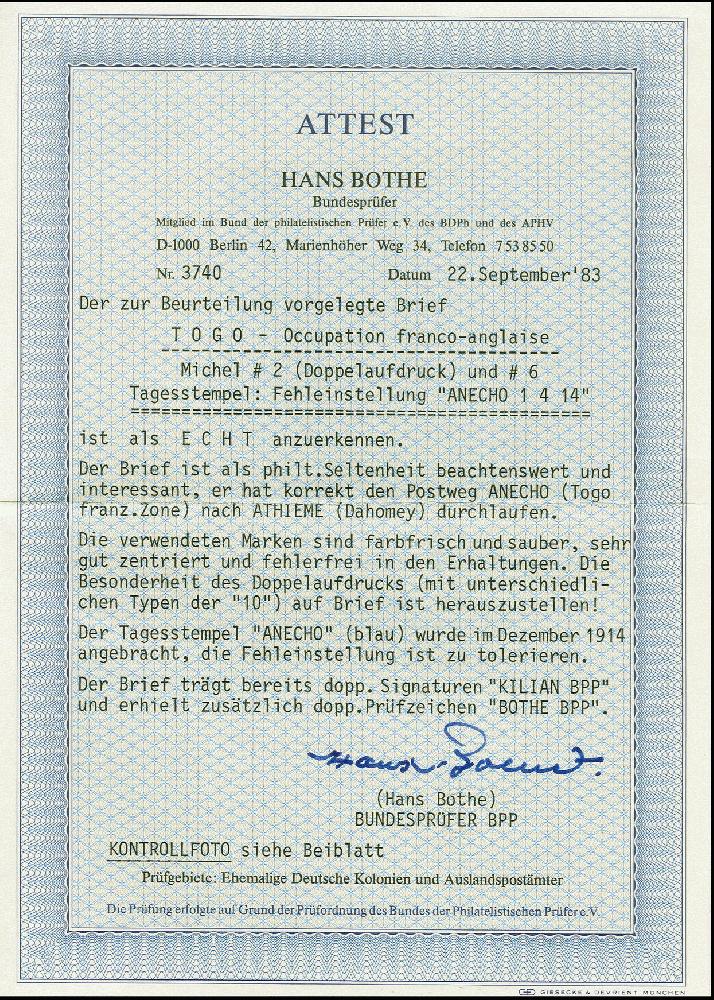 ATTEST
HANS BOTHE
Bundesprüfer
Mitglied im Bund der philatelistischen Prüfer e.V. des BDPh und des APHV
D-1000 Berlin 42, Marienhöher Weg 34, Telefon 7 53 85 50
Nr. 3740 Datum 22.September'83
Der zur Beurteilung vorgelegte Brief
T O G O - Occupation franco-anglaise
Michel # 2 (Doppelaufdruck) und # 6
Tagesstempel: Fehleinstellung "ANECHO 1 4 14"
ist als E C H T anzuerkennen.
Der Brief ist als philt.Seltenheit beachtenswert und
interessant, er hat korrekt den Postweg ANECHO (Togo
franz.Zone) nach ATHIEME (Dahomey) durchlaufen.
Die verwendeten Marken sind farbfrisch und sauber, sehr
gut zentriert und fehlerfrei in den Erhaltungen. Die
Besonderheit des Doppelaufdrucks (mit unterschiedli-
chen Typen der "10") auf Brief ist herauszustellen!
Der Tagesstempel "ANECHO" (blau) wurde im Dezember 1914
angebracht, die Fehleinstellung ist zu tolerieren.
Der Brief trägt bereits dopp. Signaturen "KILIAN BPP"
und erhielt zusätzlich dopp.Prüfzeichen "BOTHE BPP".
(Hans Bothe)
BUNDESPRÜFER BPP
KONTROLLFOTO siehe Beiblatt
Prüfgebiete: Ehemalige Deutsche Kolonien und Auslandspostämter
Die Prüfung erfolgte auf Grund der Prüfordnung des Bundes der Philatelistischen Prüfer e.V.
GIESECKE & DEVRIENT MÜNCHEN